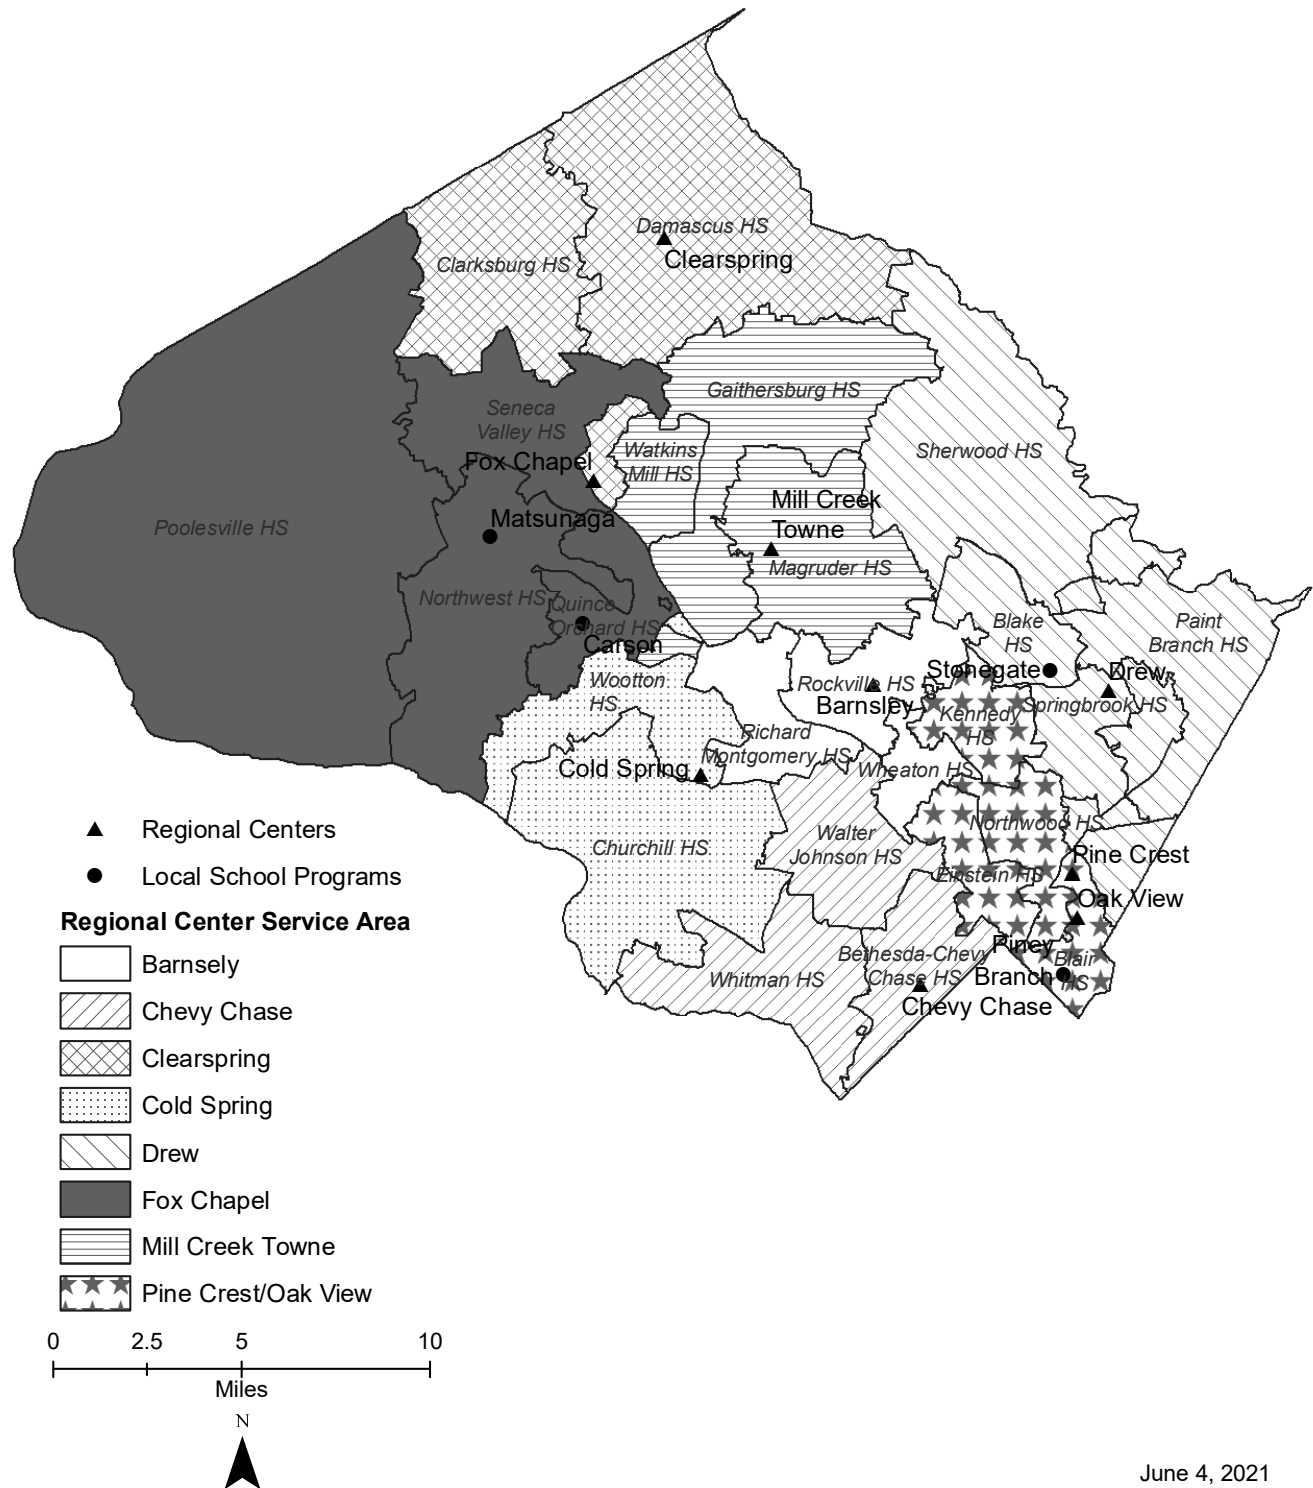 Damascus HS
Clearspring
Clarksburg HS
Gaithersburg HS
Seneca
Valley HS
Sherwood HS
Watkins
Mill HS
Fox Chapel
Mill Creek
Towne
Matsunaga
Poolesville HS
Magruder HS
Northwest HS
Quince
Orchard HS
Carson
Blake
HS
Paint
Branch HS
Stonegate
Drew
Wootton
HS
Rockville HS
Barnsley
Springbrook HS
Kennedy
HS
Richard
Montgomery HS
Cold Spring
Wheaton HS
Northwood HS
Walter
Johnson HS
Churchill HS
Pine Crest
Einstein HS
Oak View
Piney
Branch
Blair
HS
Bethesda-Chevy
Chase HS
Whitman HS
Chevy Chase
Regional Centers
Local School Programs
Regional Center Service Area
Barnsely
Chevy Chase
Clearspring
Cold Spring
Drew
Fox Chapel
Mill Creek Towne
Pine Crest/Oak View
0 2.5 5 10
Miles
N
June 4, 2021